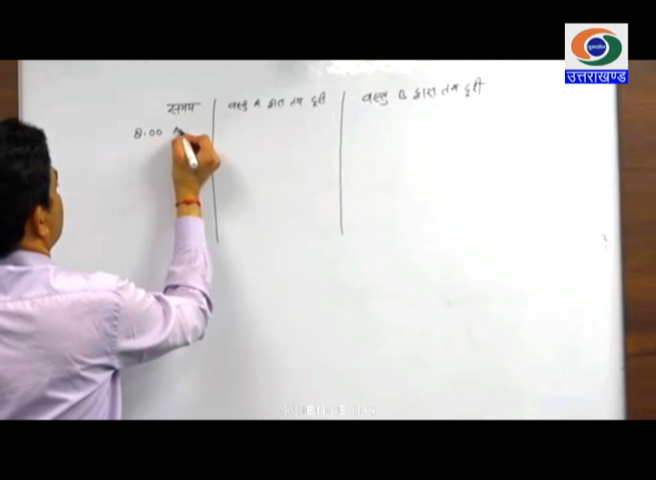 उत्तराखण्ड
समय वस्तु A द्वारा तय दूरी वस्तु B द्वारा तय दूरी
8.00 A